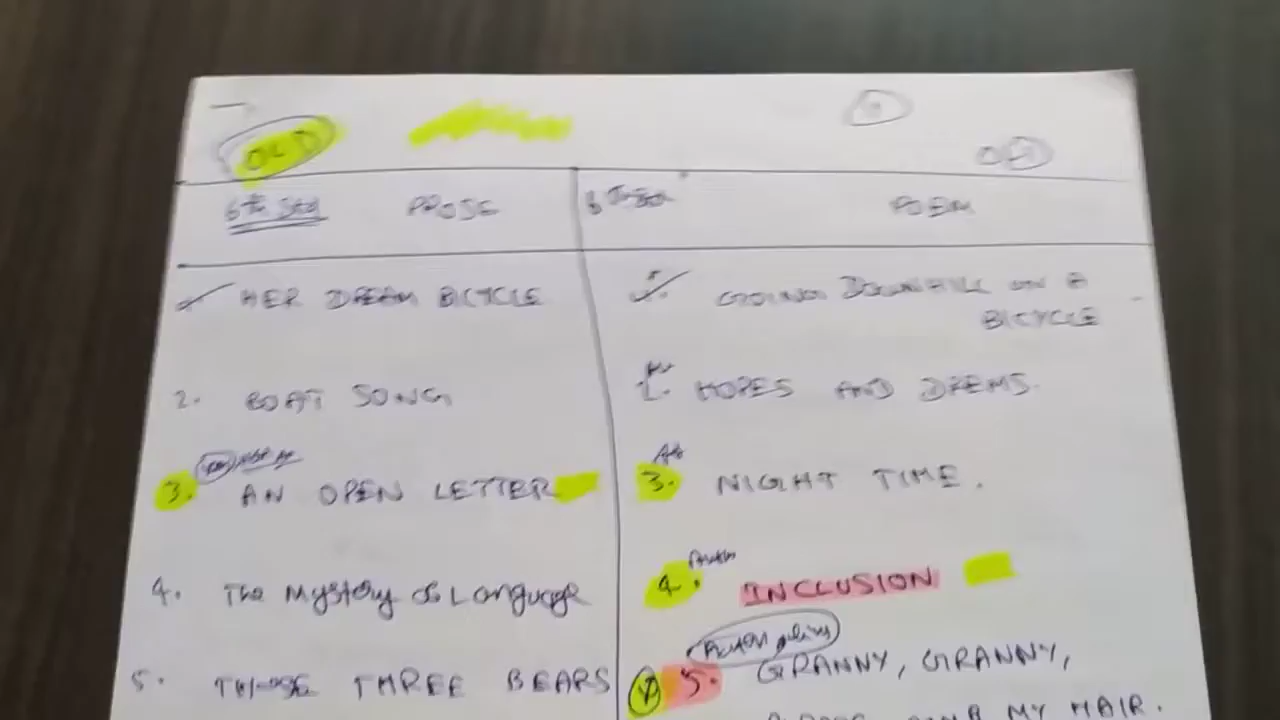 OLD
6th Std PROSE
6th Std POEM
HER DREAM BICYCLE
GOING DOWNHILL ON A
BICYCLE
2. BOAT SONG
2. HOPES AND DREMS.
3. AN OPEN LETTER
3. NIGHT TIME.
4. The Mystery of Language
4. INCLUSION
5. THOSE THREE BEARS
5. GRANNY, GRANNY,
COMB MY HAIR.